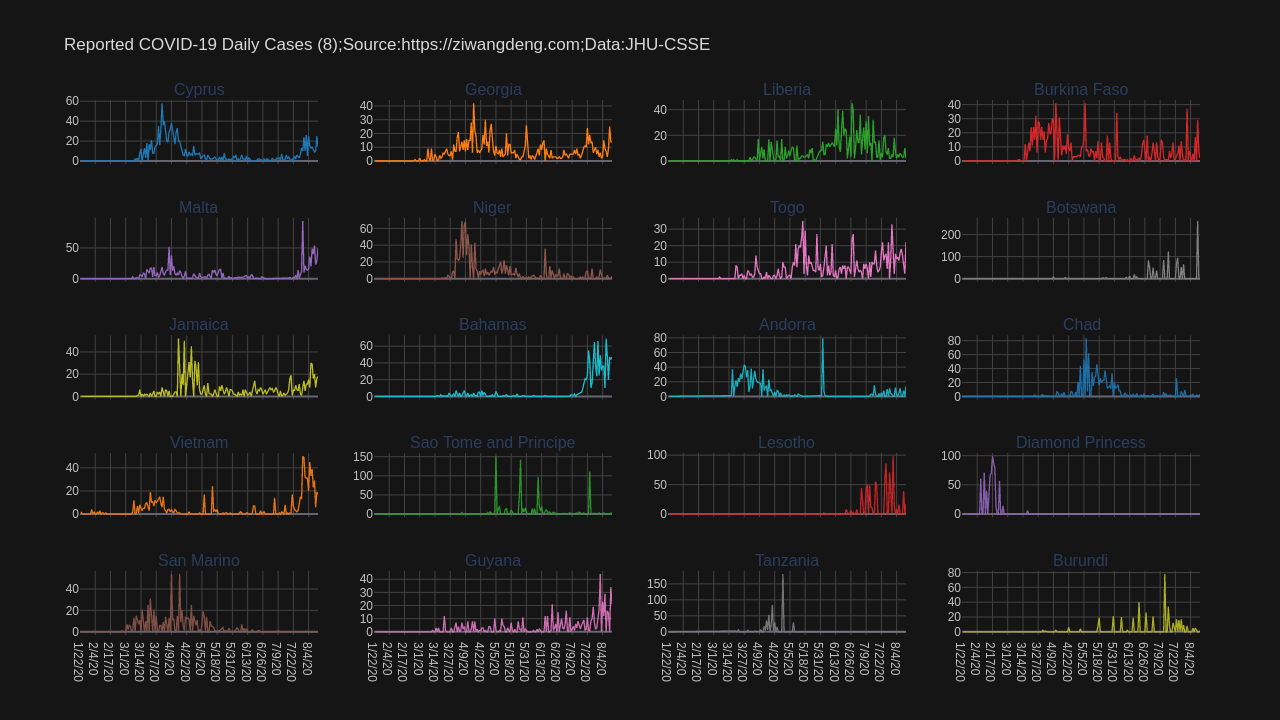 Reported COVID-19 Daily Cases (8);Source:https://ziwangdeng.com;Data:JHU-CSSE
Cyprus Georgia Liberia Burkina Faso
60 40 20 0
40 30 20 10 0
40 20 0
40 30 20 10 0
Malta Niger Togo Botswana
50 0
60 40 20 0
30 20 10 0
200 100 0
Jamaica Bahamas Andorra Chad
40 20 0
60 40 20 0
80 60 40 20 0
80 60 40 20 0
Vietnam Sao Tome and Principe Lesotho Diamond Princess
40 20 0
150 100 50 0
100 50 0
100 50 0
San Marino Guyana Tanzania Burundi
40 20 0
40 30 20 10 0
150 100 50 0
80 60 40 20 0
1/22/20 2/4/20 2/17/20 3/1/20 3/14/20 3/27/20 4/9/20 4/22/20 5/5/20 5/18/20 5/31/20 6/13/20 6/26/20 7/9/20 7/22/20 8/4/20
1/22/20 2/4/20 2/17/20 3/1/20 3/14/20 3/27/20 4/9/20 4/22/20 5/5/20 5/18/20 5/31/20 6/13/20 6/26/20 7/9/20 7/22/20 8/4/20
1/22/20 2/4/20 2/17/20 3/1/20 3/14/20 3/27/20 4/9/20 4/22/20 5/5/20 5/18/20 5/31/20 6/13/20 6/26/20 7/9/20 7/22/20 8/4/20
1/22/20 2/4/20 2/17/20 3/1/20 3/14/20 3/27/20 4/9/20 4/22/20 5/5/20 5/18/20 5/31/20 6/13/20 6/26/20 7/9/20 7/22/20 8/4/20